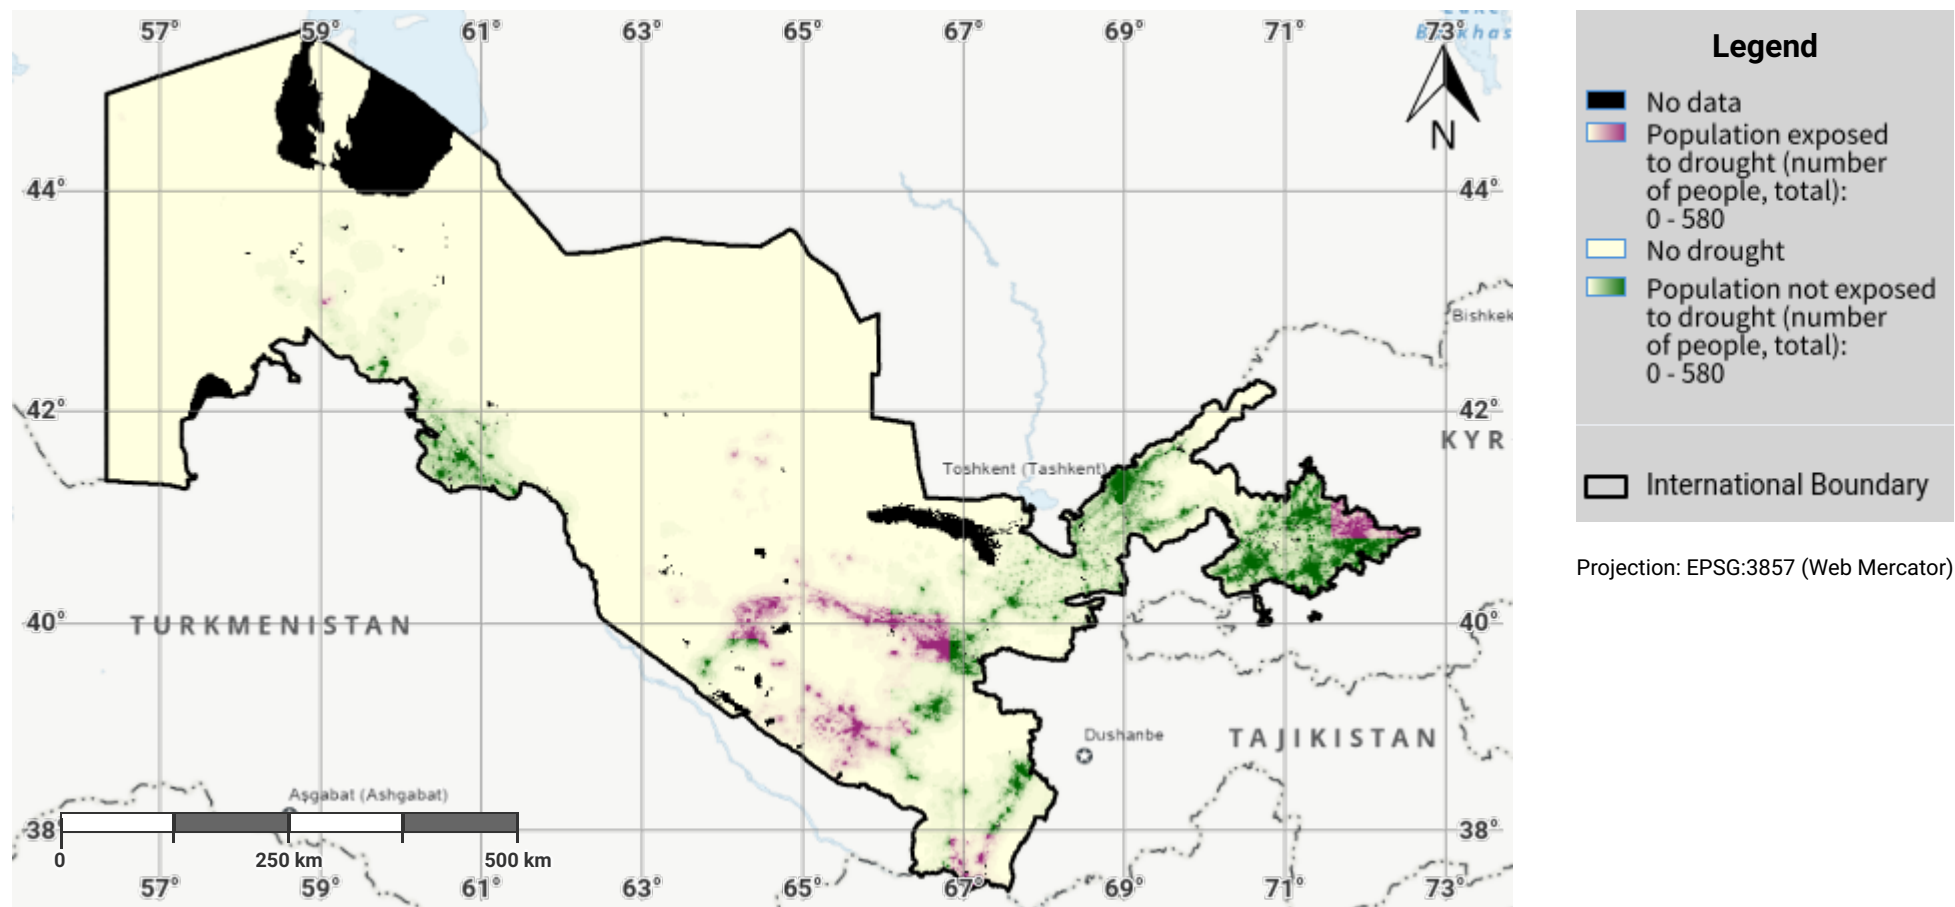 57° 59° 61° 63° 65° 67° 69° 71° 73°
N
44° 44°
Bishkek
42° 42°
KYR
Toshkent (Tashkent)
40° 40°
TURKMENISTAN
Dushanbe
TAJIKISTAN
Aşgabat (Ashgabat)
38° 38°
0 250 km 500 km
57° 59° 61° 63° 65° 67° 69° 71° 73°
Legend
No data
Population exposed
to drought (number
of people, total):
0 - 580
No drought
Population not exposed
to drought (number
of people, total):
0 - 580
International Boundary
Projection: EPSG:3857 (Web Mercator)